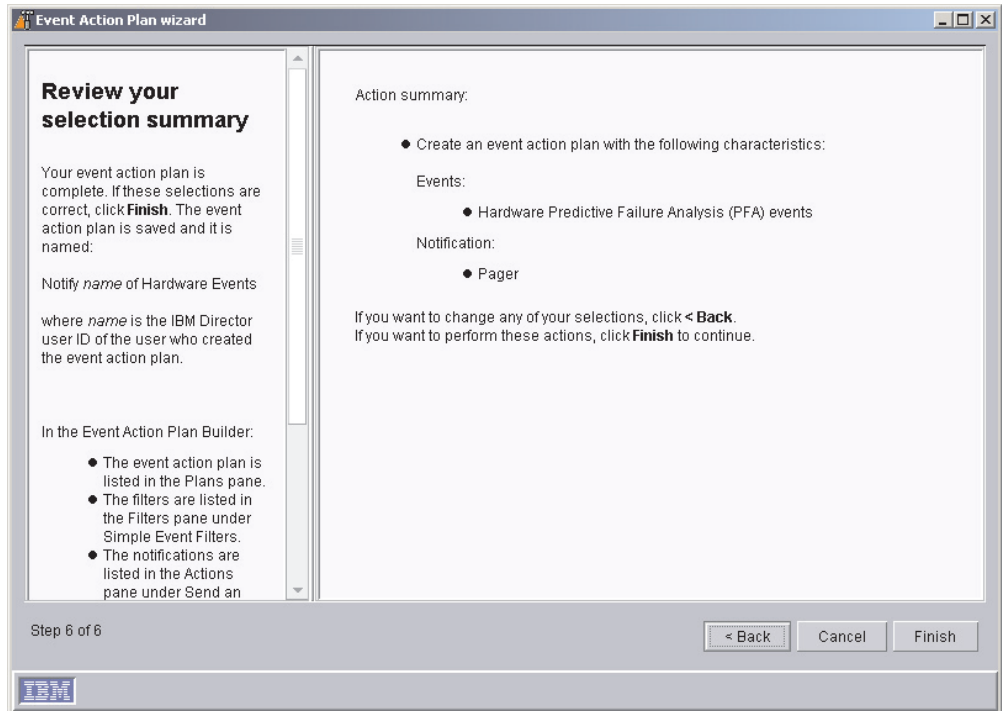 Event Action Plan wizard
Review your
selection summary
Your event action plan is
complete. If these selections are
correct, click Finish. The event
action plan is saved and it is
named:
Notify name of Hardware Events
where name is the IBM Director
user ID of the user who created
the event action plan.
In the Event Action Plan Builder:
● The event action plan is
listed in the Plans pane.
● The filters are listed in
the Filters pane under
Simple Event Filters.
● The notifications are
listed in the Actions
pane under Send an
Action summary:
● Create an event action plan with the following characteristics:
Events:
● Hardware Predictive Failure Analysis (PFA) events
Notification:
● Pager
If you want to change any of your selections, click < Back.
If you want to perform these actions, click Finish to continue.
Step 6 of 6
< Back
Cancel
Finish
IBM